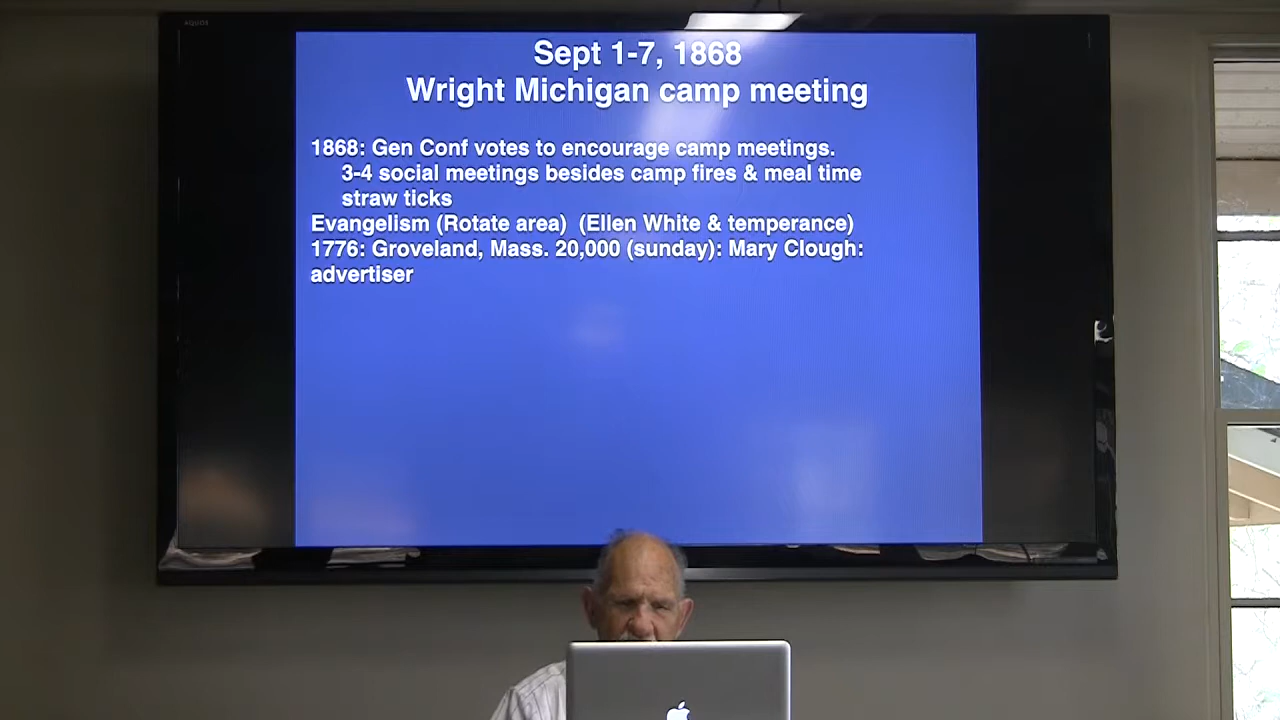 AQUOS
Sept 1-7, 1868
Wright Michigan camp meeting
1868: Gen Conf votes to encourage camp meetings.
3-4 social meetings besides camp fires & meal time
straw ticks
Evangelism (Rotate area)  (Ellen White & temperance)
1776: Groveland, Mass. 20,000 (sunday): Mary Clough:
advertiser